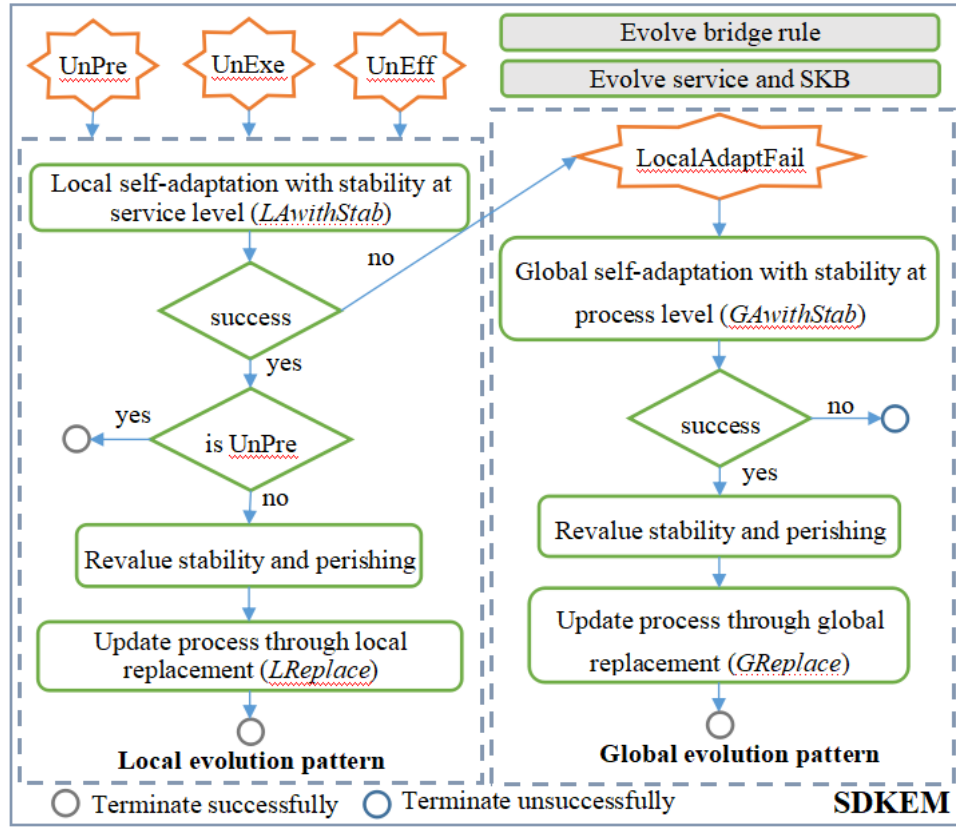 UnPre
UnExe
UnEff
Evolve bridge rule
Evolve service and SKB
Local self-adaptation with stability at
service level (LAwithStab)
success
no
yes
is UnPre
yes
no
Revalue stability and perishing
Update process through local
replacement (LReplace)
Local evolution pattern
LocalAdaptFail
Global self-adaptation with stability at
process level (GAwithStab)
success
no
yes
Revalue stability and perishing
Update process through global
replacement (GReplace)
Global evolution pattern
Terminate successfully
Terminate unsuccessfully
SDKEM